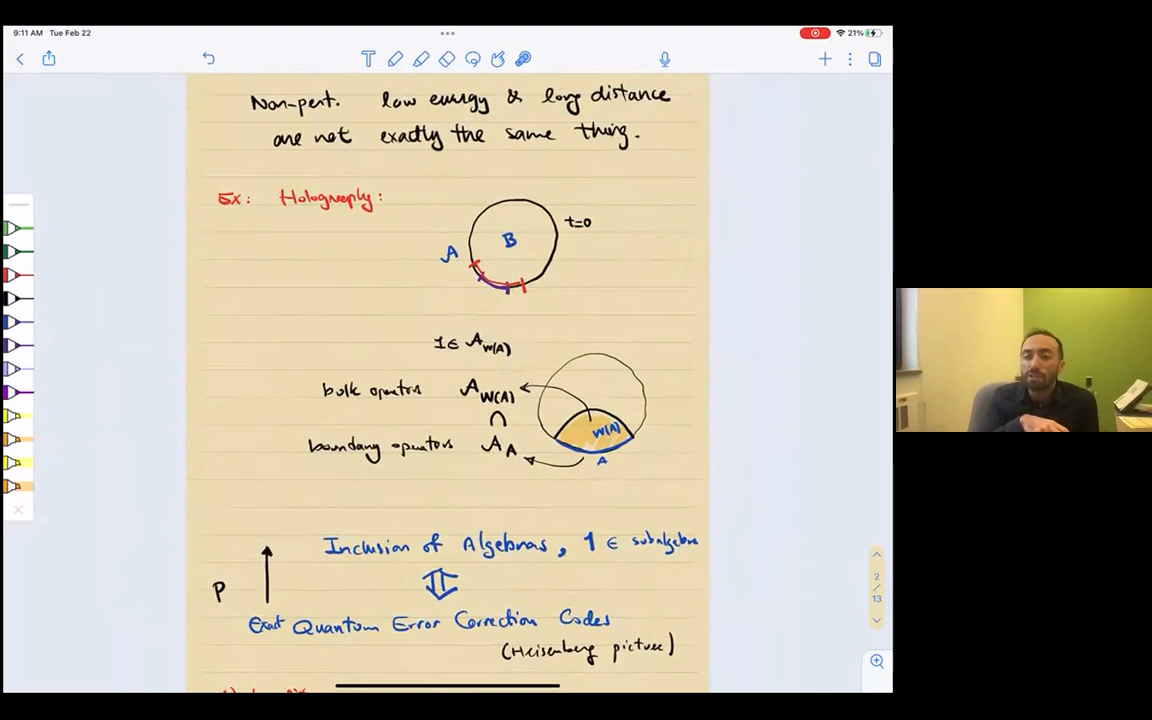 9:11 AM Tue Feb 22
21%
Non-pert. low energy & long distance
are not exactly the same thing.
Ex: Holography:
t=0
B
A
1 ∈ A_W(A)
bulk operators A_W(A)
∩
W(A)
boundary operators A_A
A
Inclusion of Algebras, 1 ∈ subalgebra
⇕
P
Exact Quantum Error Correction Codes
(Heisenberg picture)
2
/
13